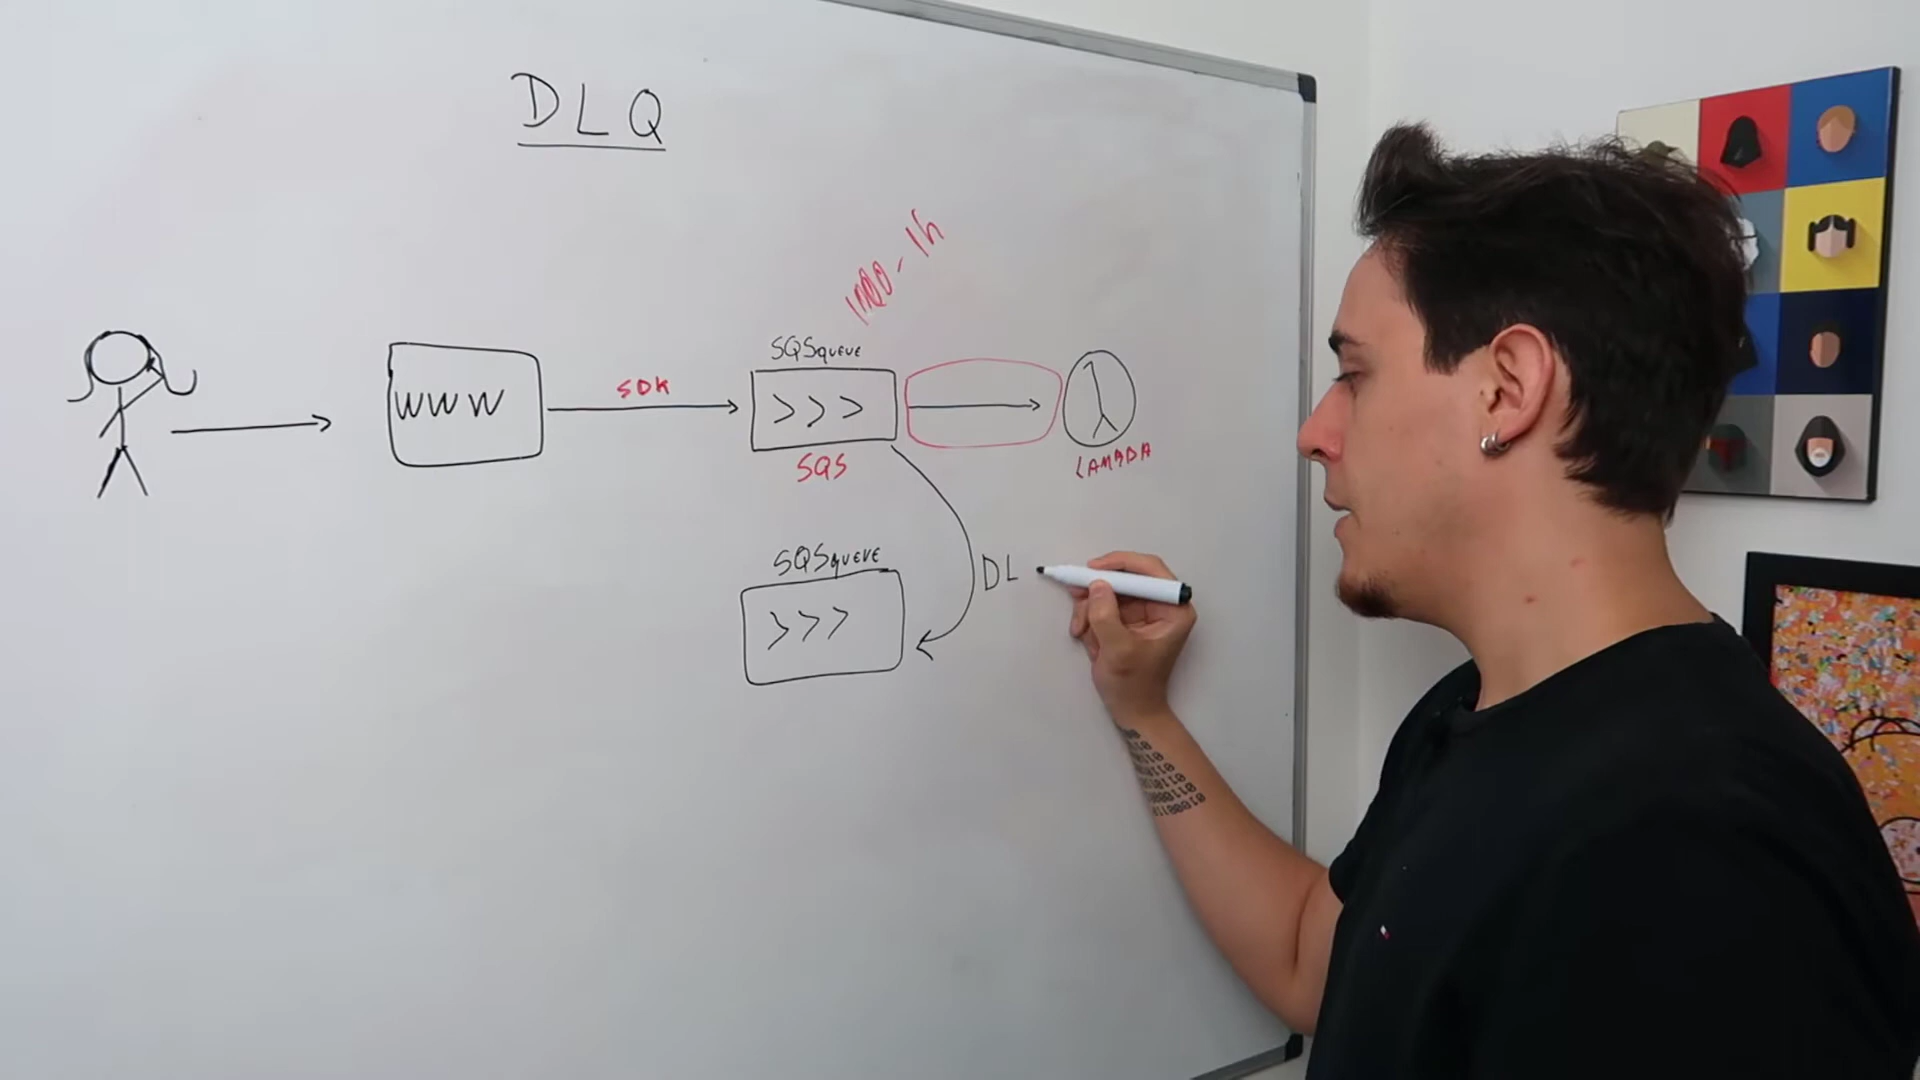 DLQ
1000 - 1h
SQSqueue
www
SDK
>>>
SQS
LAMBDA
SQSqueue
>>>
DL